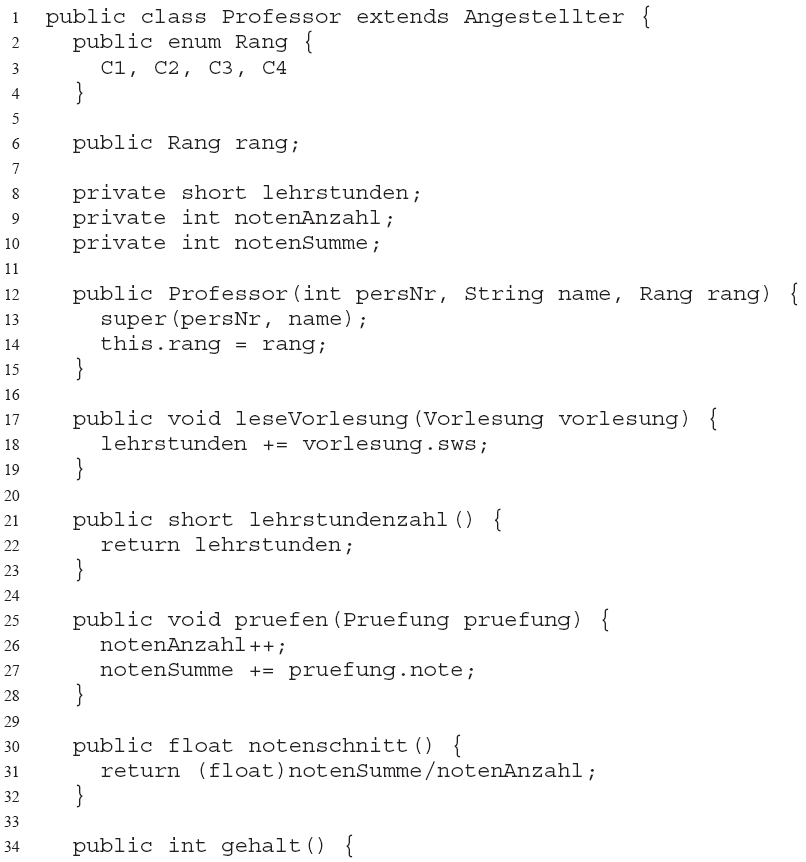 1 public class Professor extends Angestellter {
2   public enum Rang {
3     C1, C2, C3, C4
4   }
5
6   public Rang rang;
7
8   private short lehrstunden;
9   private int notenAnzahl;
10   private int notenSumme;
11
12   public Professor(int persNr, String name, Rang rang) {
13     super(persNr, name);
14     this.rang = rang;
15   }
16
17   public void leseVorlesung(Vorlesung vorlesung) {
18     lehrstunden += vorlesung.sws;
19   }
20
21   public short lehrstundenzahl() {
22     return lehrstunden;
23   }
24
25   public void pruefen(Pruefung pruefung) {
26     notenAnzahl++;
27     notenSumme += pruefung.note;
28   }
29
30   public float notenschnitt() {
31     return (float)notenSumme/notenAnzahl;
32   }
33
34   public int gehalt() {